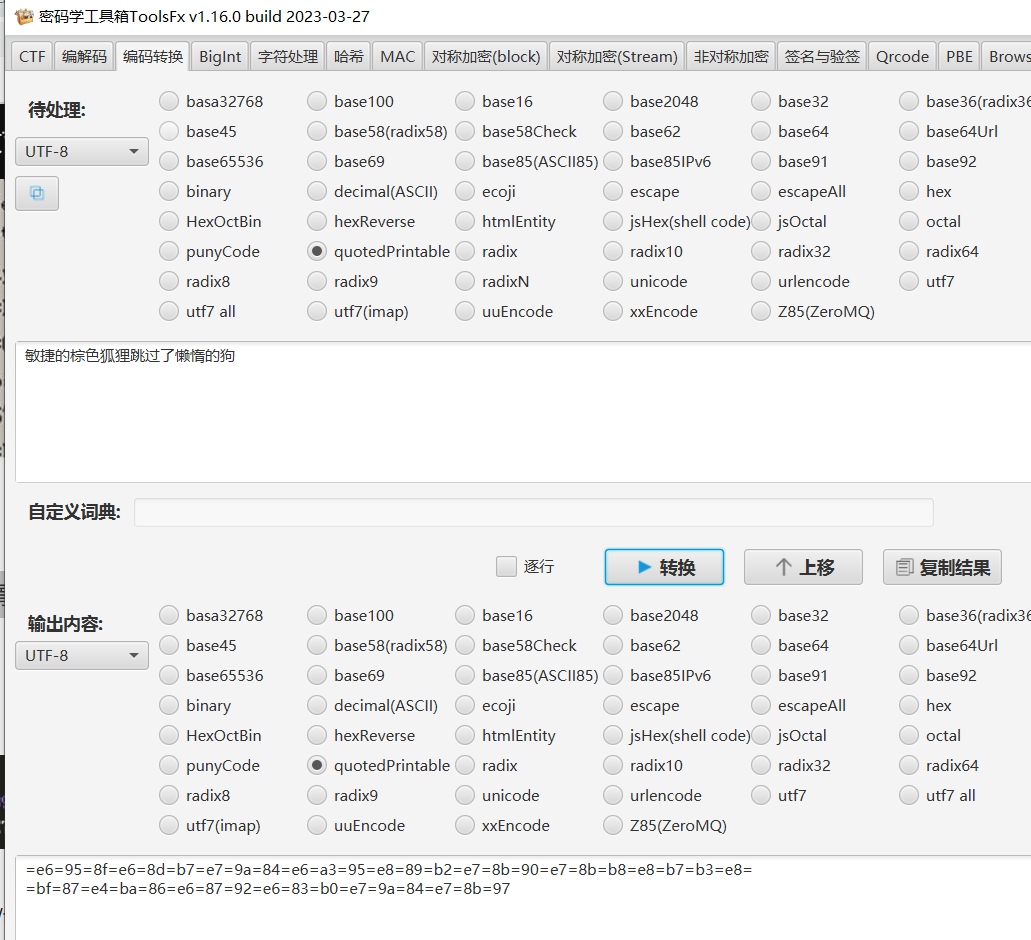 密码学工具箱ToolsFx v1.16.0 build 2023-03-27
CTF 编解码 编码转换 BigInt 字符处理 哈希 MAC 对称加密(block) 对称加密(Stream) 非对称加密 签名与验签 Qrcode PBE Brows
待处理:
UTF-8
basa32768 base100 base16 base2048 base32 base36(radix36
base45 base58(radix58) base58Check base62 base64 base64Url
base65536 base69 base85(ASCII85) base85IPv6 base91 base92
binary decimal(ASCII) ecoji escape escapeAll hex
HexOctBin hexReverse htmlEntity jsHex(shell code) jsOctal octal
punyCode quotedPrintable radix radix10 radix32 radix64
radix8 radix9 radixN unicode urlencode utf7
utf7 all utf7(imap) uuEncode xxEncode Z85(ZeroMQ)
敏捷的棕色狐狸跳过了懒惰的狗
自定义词典:
逐行 转换 上移 复制结果
输出内容:
UTF-8
basa32768 base100 base16 base2048 base32 base36(radix36
base45 base58(radix58) base58Check base62 base64 base64Url
base65536 base69 base85(ASCII85) base85IPv6 base91 base92
binary decimal(ASCII) ecoji escape escapeAll hex
HexOctBin hexReverse htmlEntity jsHex(shell code) jsOctal octal
punyCode quotedPrintable radix radix10 radix32 radix64
radix8 radix9 unicode urlencode utf7 utf7 all
utf7(imap) uuEncode xxEncode Z85(ZeroMQ)
=e6=95=8f=e6=8d=b7=e7=9a=84=e6=a3=95=e8=89=b2=e7=8b=90=e7=8b=b8=e8=b7=b3=e8=
=bf=87=e4=ba=86=e6=87=92=e6=83=b0=e7=9a=84=e7=8b=97